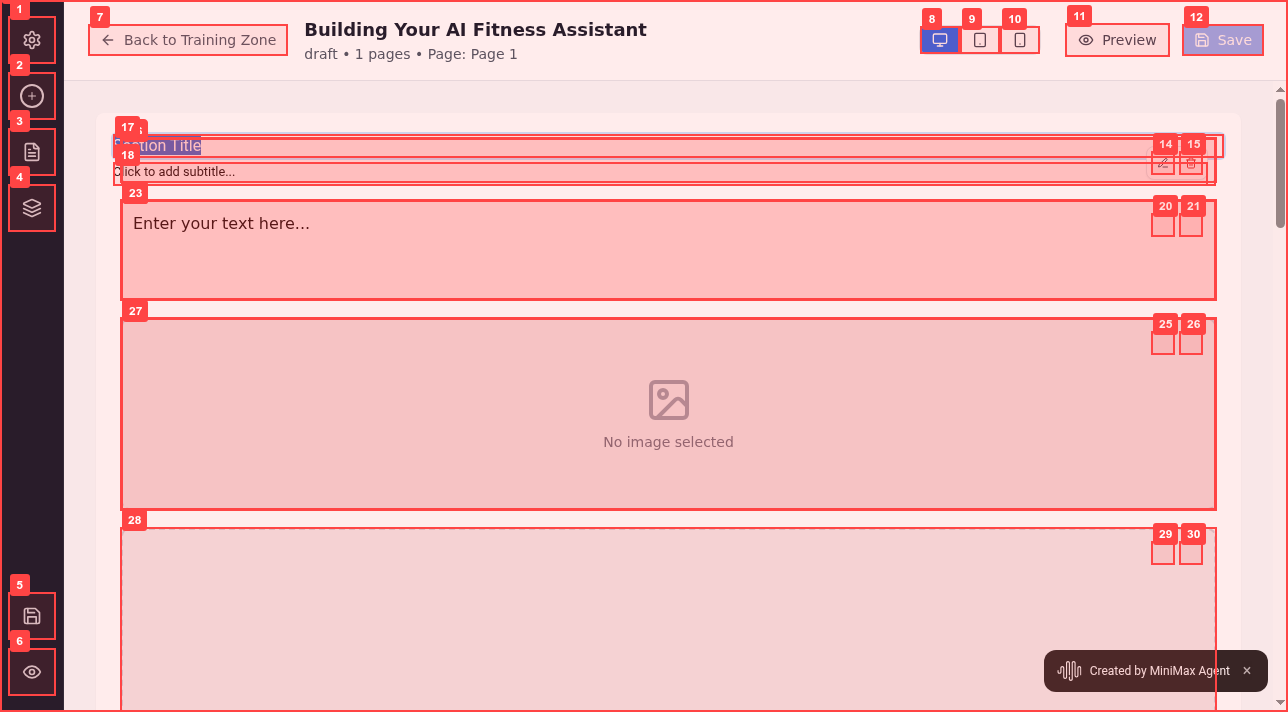 1
2
3
4
5
6
7
Back to Training Zone
Building Your AI Fitness Assistant
draft • 1 pages • Page: Page 1
8
9
10
11
Preview
12
Save
17
Section Title
14
15
18
Click to add subtitle...
23
Enter your text here...
20
21
27
25
26
No image selected
28
29
30
Created by MiniMax Agent ×